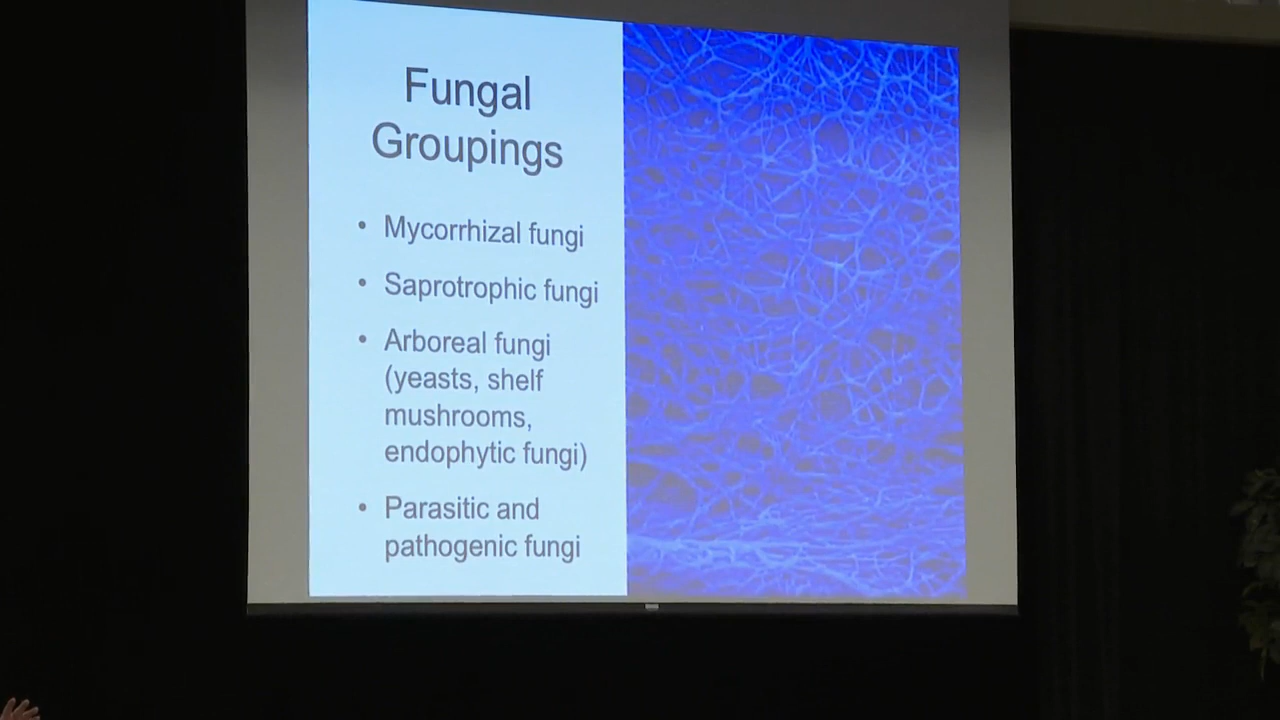 Fungal
Groupings
• Mycorrhizal fungi
• Saprotrophic fungi
• Arboreal fungi
(yeasts, shelf
mushrooms,
endophytic fungi)
• Parasitic and
pathogenic fungi